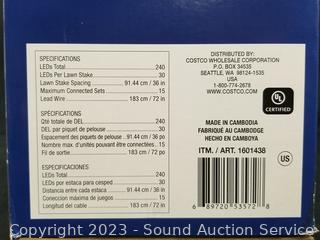 SPECIFICATIONS
LEDs Total 240
LEDs Per Lawn Stake 30
Lawn Stake Spacing 91.44 cm / 36 in
Maximum Connected Sets 15
Lead Wire 183 cm / 72 in
SPÉCIFICATIONS
Quantité totale de DEL 240
DEL par piquet de pelouse 30
Espacement des piquets de pelouse 91.44 cm / 36 po
Nombre max. d'unités pouvant être connectées 15
Fil de sortie 183 cm / 72 po
ESPECIFICACIONES
LEDs Total 240
LEDs por estaca para cesped 30
Distancia entre cada estaca 91.44 cm / 36 in
Coneccion máxima de juegos 15
Longitud del cable 183 cm / 72 in
DISTRIBUTED BY:
COSTCO WHOLESALE CORPORATION
P.O. BOX 34535
SEATTLE, WA 98124-1535
USA
1-800-774-2678
WWW.COSTCO.COM
UL
CERTIFIED
MADE IN CAMBODIA
FABRIQUÉ AU CAMBODGE
HECHO EN CAMBOYA
ITM. / ART. 1601438
US
6 89720 53572 8
Copyright 2023 - Sound Auction Service